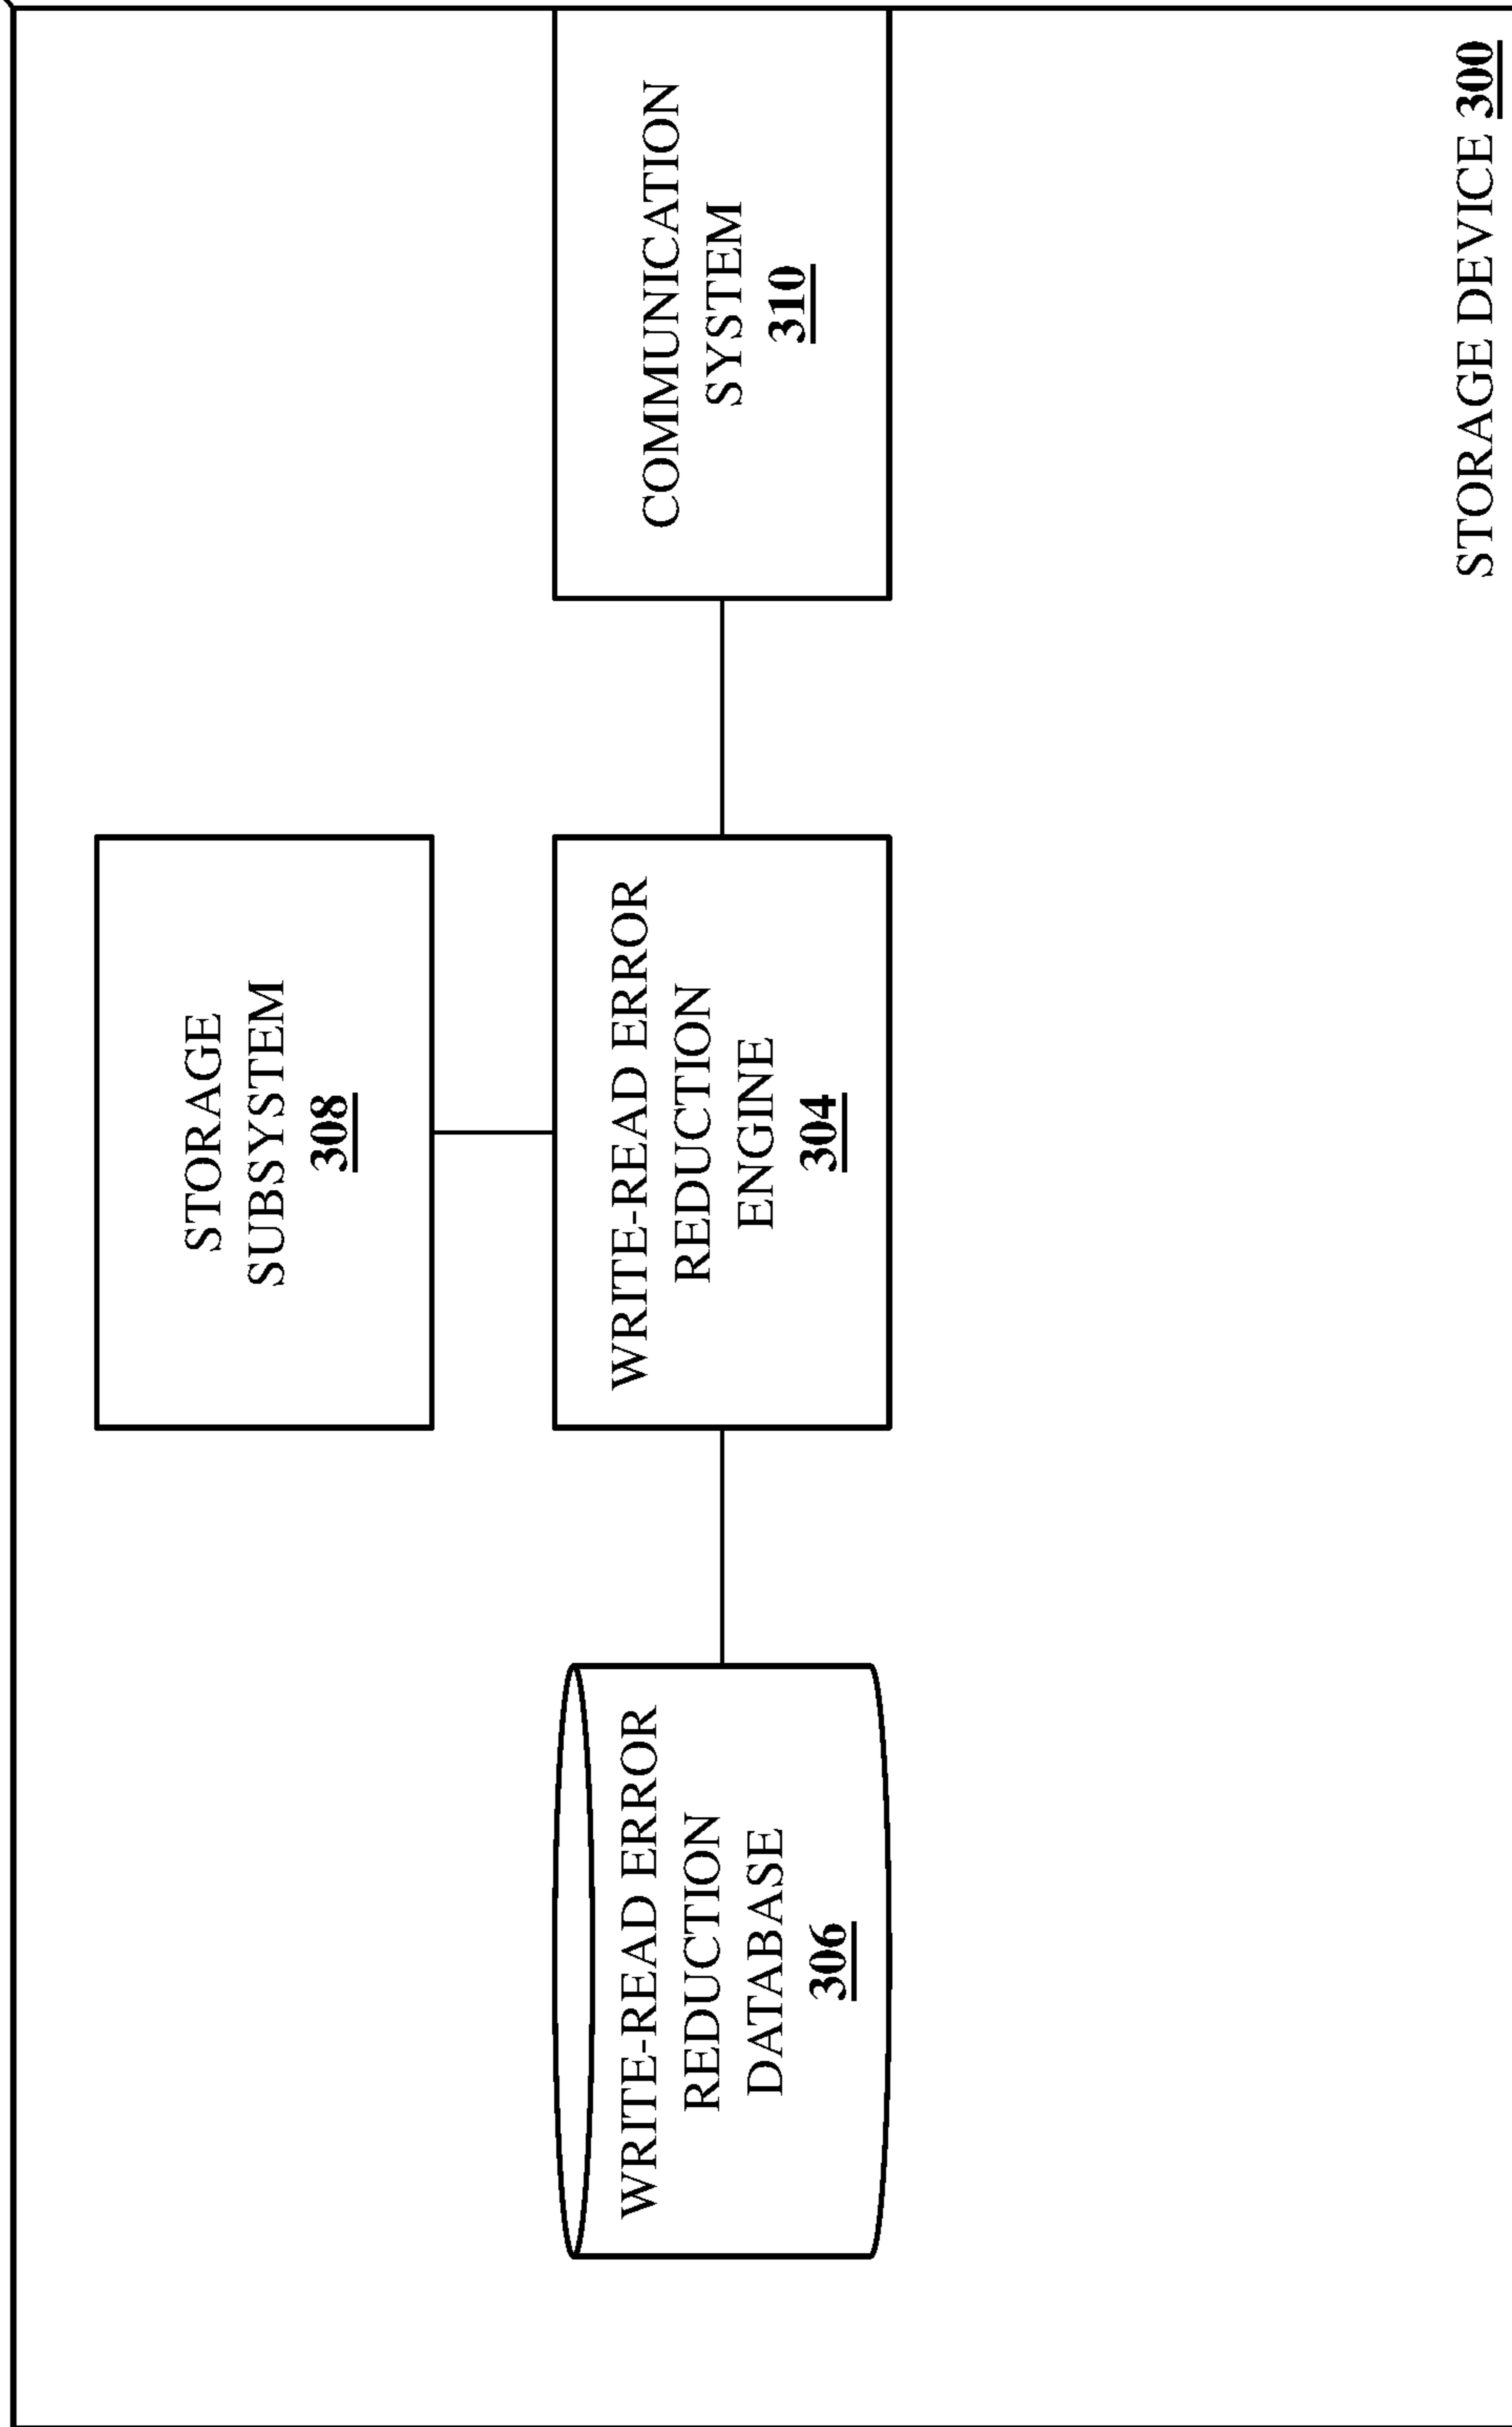 STORAGE
SUBSYSTEM
308
WRITE-READ ERROR
REDUCTION
DATABASE
306
WRITE-READ ERROR
REDUCTION
ENGINE
304
COMMUNICATION
SYSTEM
310
STORAGE DEVICE 300